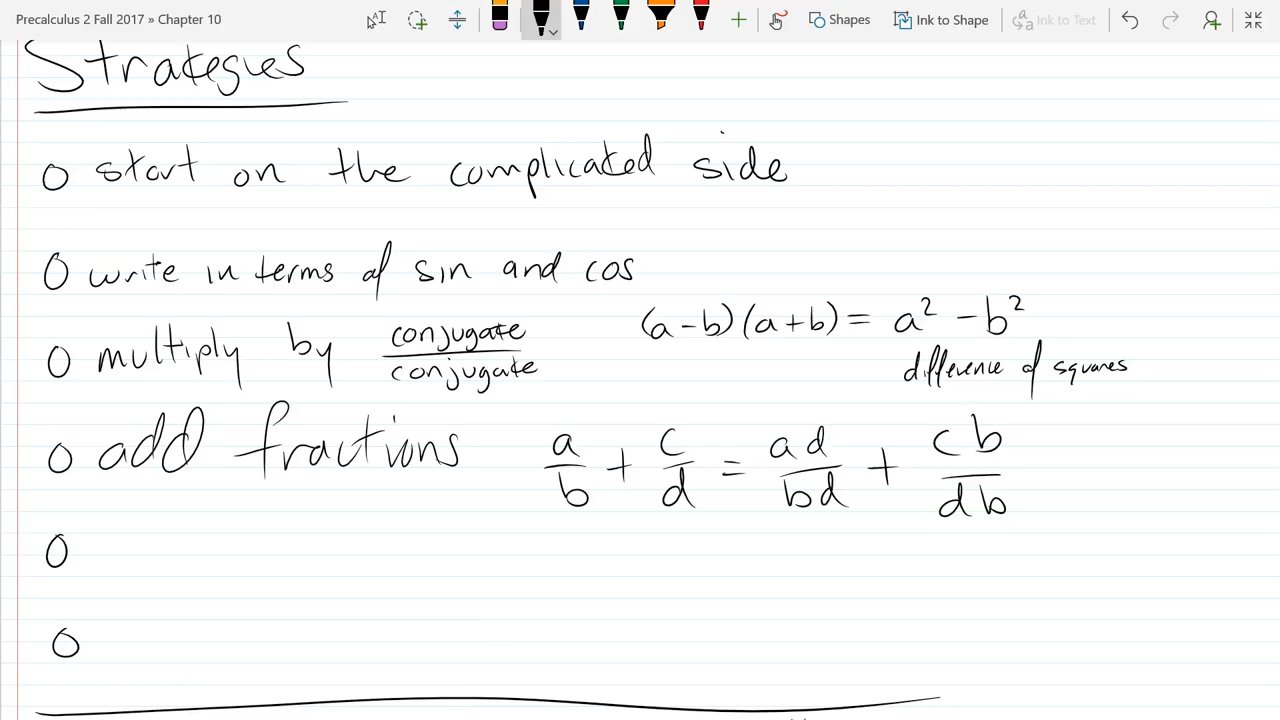 Precalculus 2 Fall 2017 » Chapter 10
Shapes Ink to Shape Ink to Text
Strategies
O start on the complicated side
O write in terms of sin and cos
O multiply by conjugate/conjugate (a-b)(a+b) = a² - b²
difference of squares
O add fractions a/b + c/d = ad/bd + cb/db
O
O